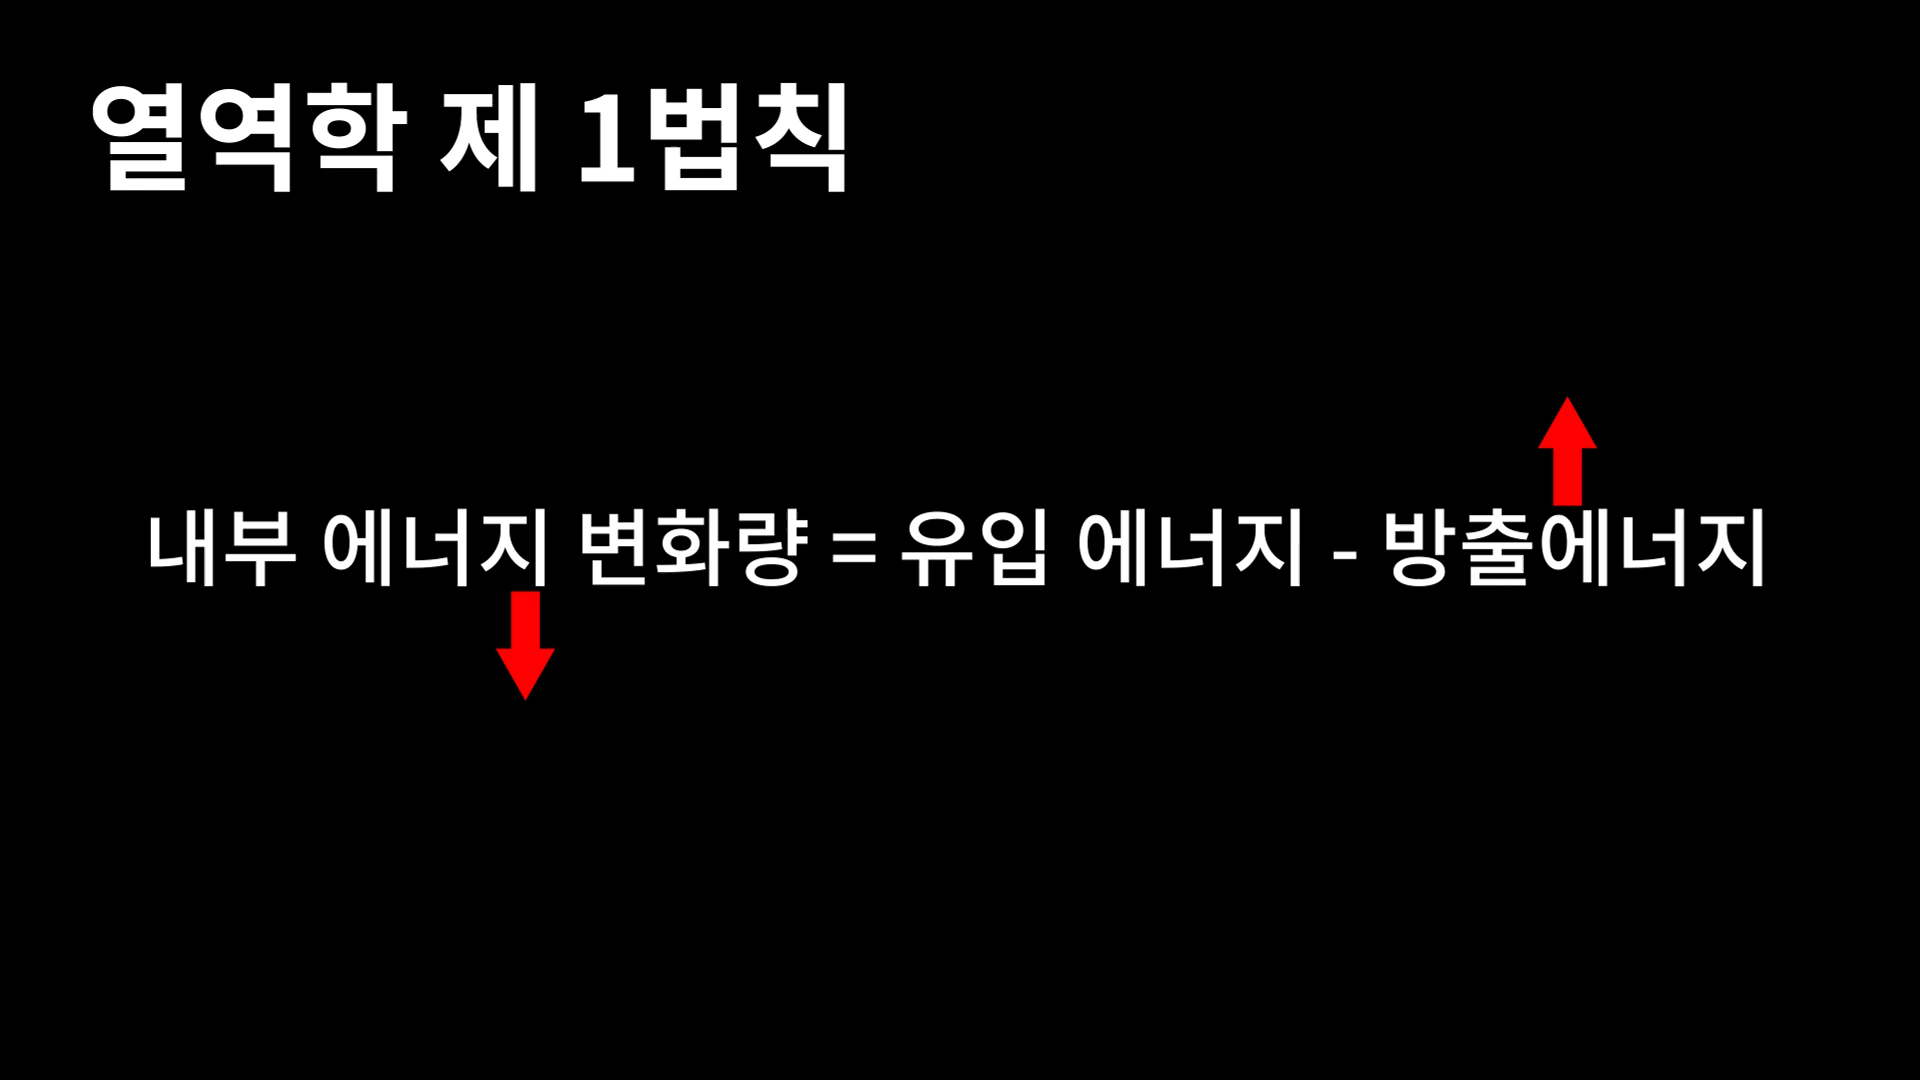 열역학 제 1법칙
내부 에너지 변화량 = 유입 에너지 - 방출에너지